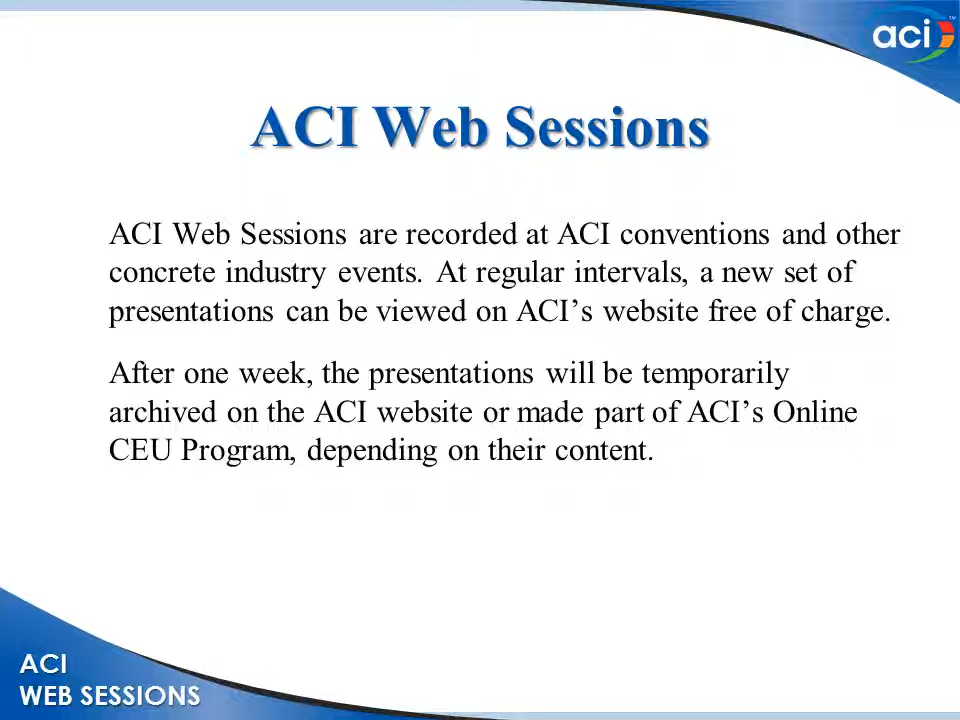 aci™
ACI Web Sessions
ACI Web Sessions are recorded at ACI conventions and other
concrete industry events. At regular intervals, a new set of
presentations can be viewed on ACI’s website free of charge.
After one week, the presentations will be temporarily
archived on the ACI website or made part of ACI’s Online
CEU Program, depending on their content.
ACI
WEB SESSIONS